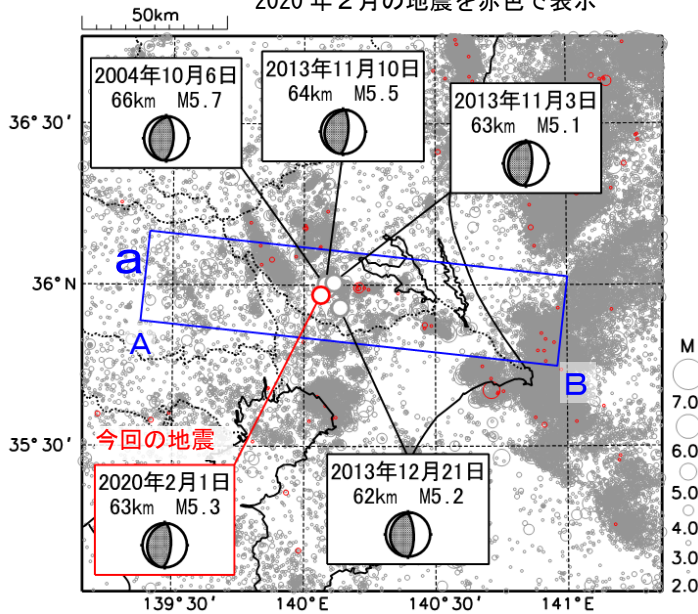 2020年2月の地震を赤色で表示
50km
2004年10月6日
66km M5.7
2013年11月10日
64km M5.5
2013年11月3日
63km M5.1
36°30′
36°N
35°30′
a
A
B
今回の地震
2020年2月1日
63km M5.3
2013年12月21日
62km M5.2
M
7.0
6.0
5.0
4.0
3.0
2.0
139°30′
140°E
140°30′
141°E